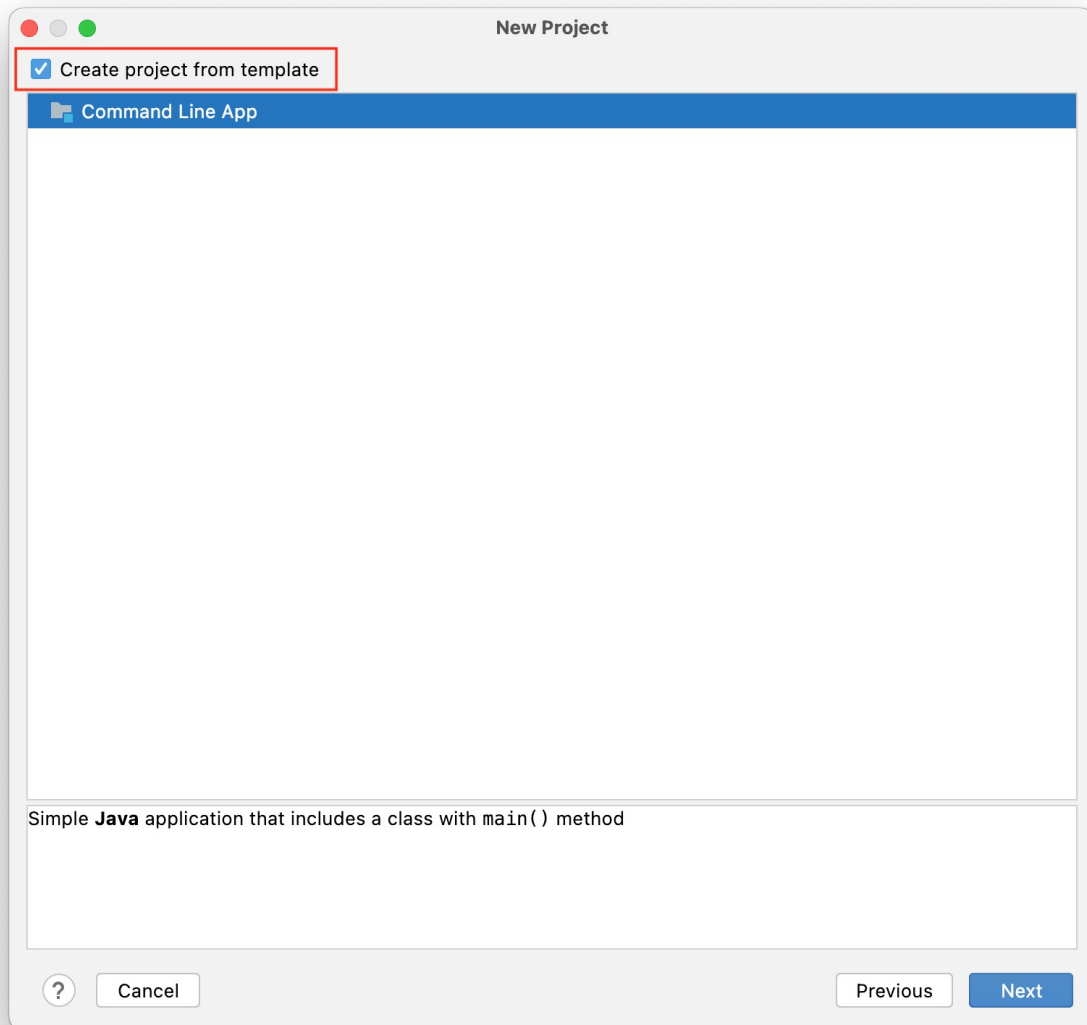 New Project
Create project from template
Command Line App
Simple Java application that includes a class with main() method
?
Cancel
Previous
Next